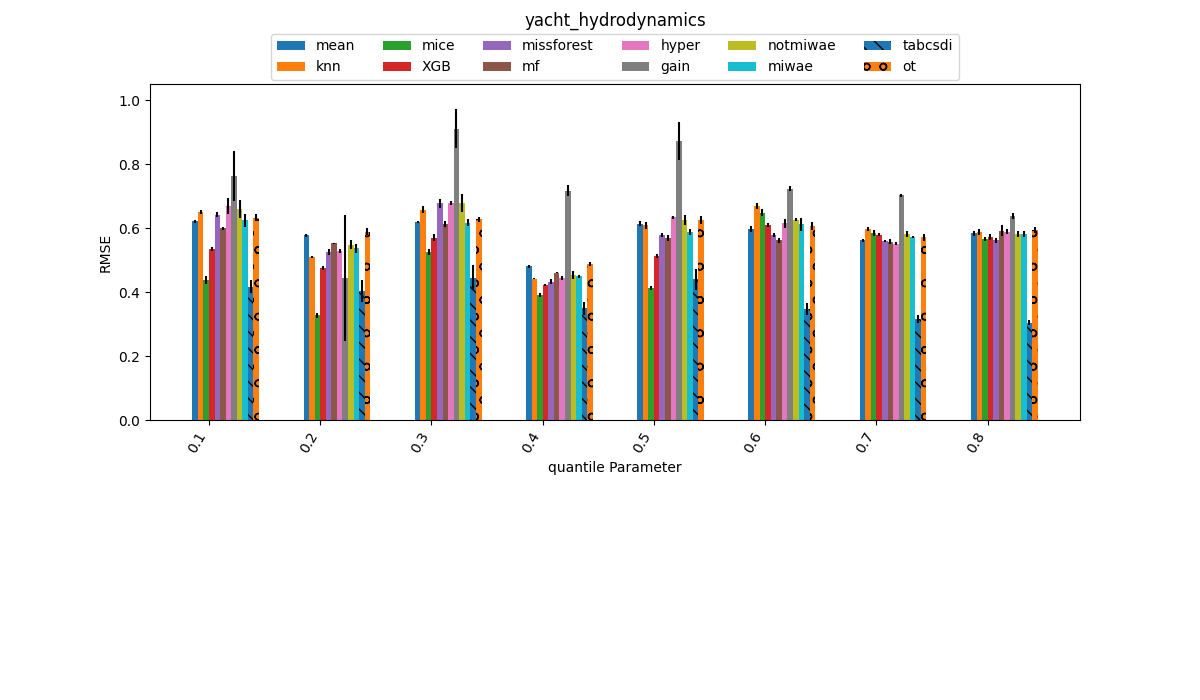 yacht_hydrodynamics
mean mice missforest hyper notmiwae tabcsdi
knn XGB mf gain miwae ot
1.0
0.8
0.6
0.4
0.2
0.0
RMSE
0.1 0.2 0.3 0.4 0.5 0.6 0.7 0.8
quantile Parameter